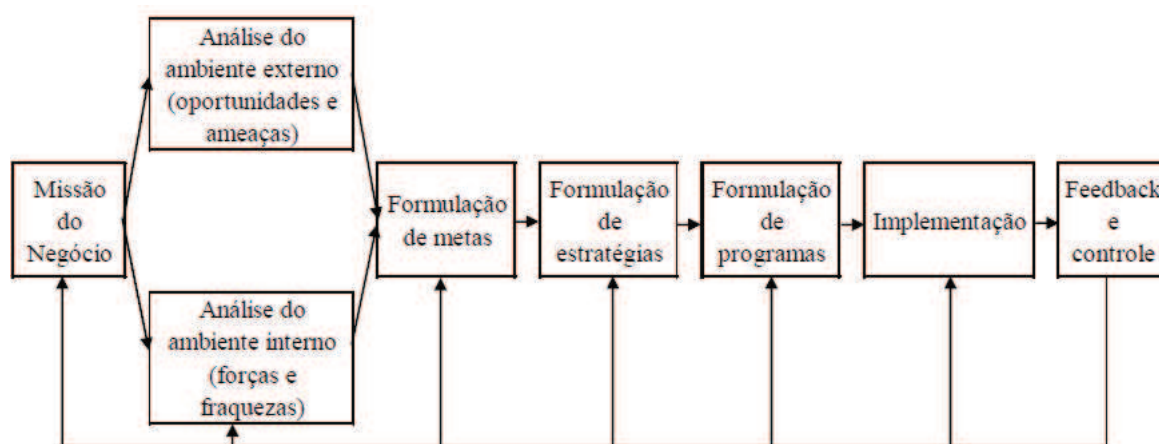 Missão
do
Negócio
Análise do
ambiente externo
(oportunidades e
ameaças)
Análise do
ambiente interno
(forças e
fraquezas)
Formulação
de metas
Formulação
de
estratégias
Formulação
de
programas
Implementação
Feedback
e
controle